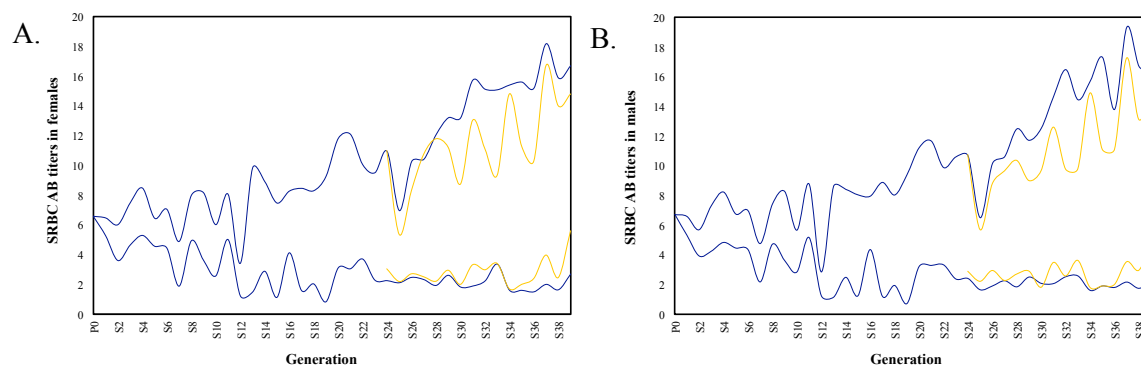 A.
SRBC AB titers in females
20
18
16
14
12
10
8
6
4
2
0
P0
S2
S4
S6
S8
S10
S12
S14
S16
S18
S20
S22
S24
S26
S28
S30
S32
S34
S36
S38
Generation
B.
SRBC AB titers in males
20
18
16
14
12
10
8
6
4
2
0
P0
S2
S4
S6
S8
S10
S12
S14
S16
S18
S20
S22
S24
S26
S28
S30
S32
S34
S36
S38
Generation